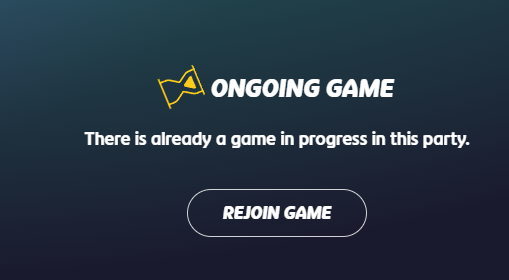 ONGOING GAME
There is already a game in progress in this party.
REJOIN GAME